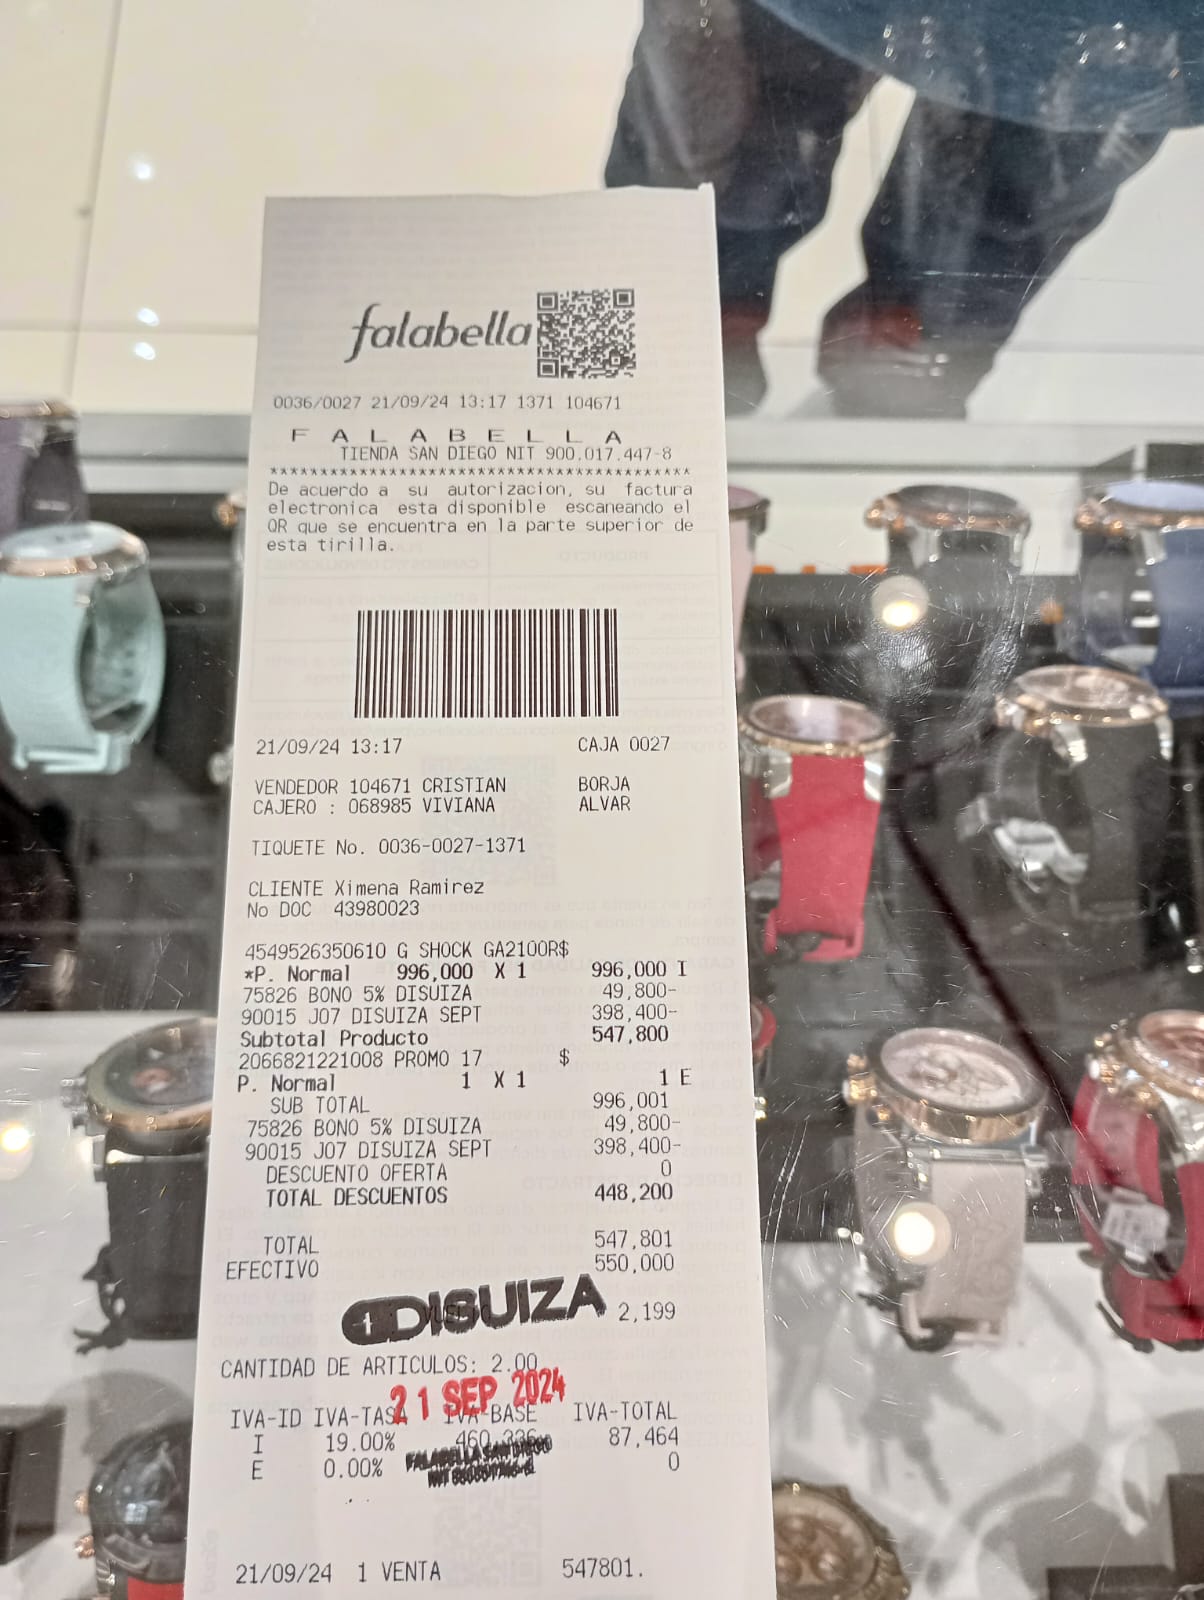 falabella
0036/0027 21/09/24 13:17 1371 104671
F A L A B E L L A
TIENDA SAN DIEGO NIT 900.017.447-8
******************************************
De acuerdo a su autorizacion, su factura
electronica esta disponible escaneando el
QR que se encuentra en la parte superior de
esta tirilla.
21/09/24 13:17 CAJA 0027
VENDEDOR 104671 CRISTIAN BORJA
CAJERO : 068985 VIVIANA ALVAR
TIQUETE No. 0036-0027-1371
CLIENTE Ximena Ramirez
No DOC 43980023
4549526350610 G SHOCK GA2100R$
*P. Normal 996,000 X 1 996,000 I
75826 BONO 5% DISUIZA 49,800-
90015 J07 DISUIZA SEPT 398,400-
Subtotal Producto 547,800
2066821221008 PROMO 17 $
P. Normal 1 X 1 1 E
SUB TOTAL 996,001
75826 BONO 5% DISUIZA 49,800-
90015 J07 DISUIZA SEPT 398,400-
DESCUENTO OFERTA 0
TOTAL DESCUENTOS 448,200
TOTAL 547,801
EFECTIVO 550,000
DISUIZA 2,199
CANTIDAD DE ARTICULOS: 2.00
21 SEP 2024
IVA-ID IVA-TASA IVA-BASE IVA-TOTAL
I 19.00% 460,336 87,464
E 0.00% 0
FALABELLA SAN DIEGO
21/09/24 1 VENTA 547801.